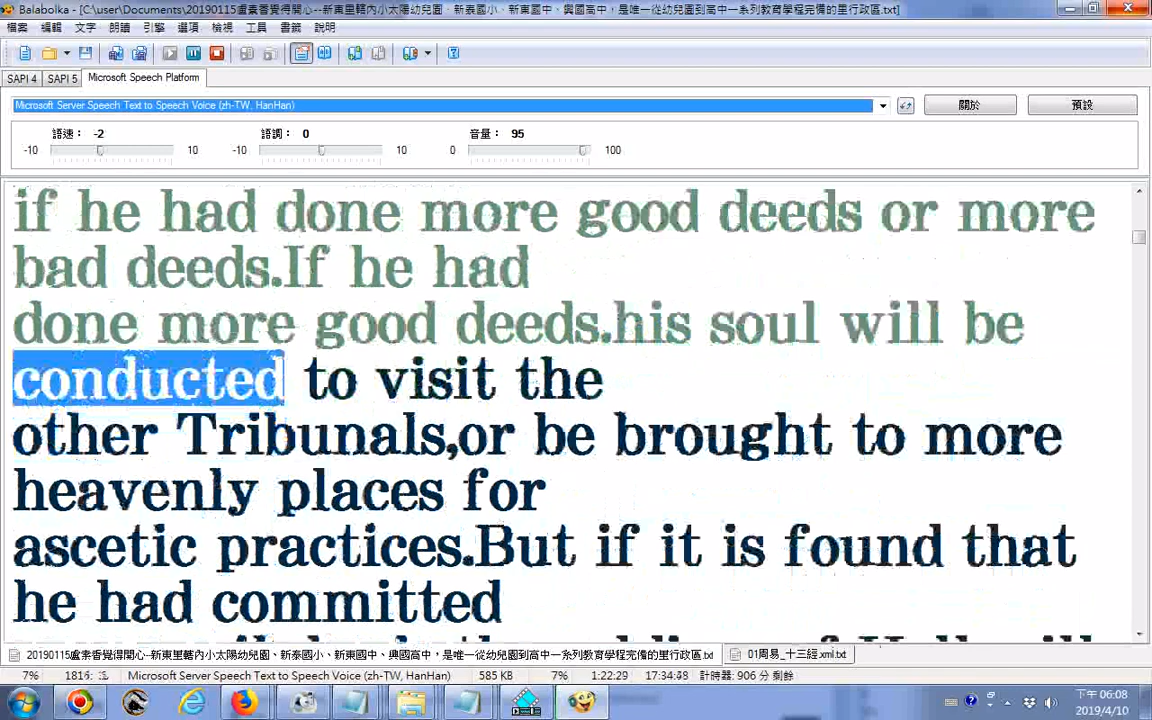 Balabolka - [C:\user\Documents\20190115盧素香覺得開心--新東里轄內小太陽幼兒園、新泰國小、新東國中、興國高中，是唯一從幼兒園到高中一系列教育學程完備的里行政區.txt]
檔案 編輯 文字 朗讀 引擎 選項 檢視 工具 書籤 說明
SAPI 4 SAPI 5 Microsoft Speech Platform
Microsoft Server Speech Text to Speech Voice (zh-TW, HanHan) 關於 預設
語速： -2 語調： 0 音量： 95
-10 10 -10 10 0 100
if he had done more good deeds or more
bad deeds.If he had
done more good deeds.his soul will be
conducted to visit the
other Tribunals,or be brought to more
heavenly places for
ascetic practices.But if it is found that
he had committed
20190115盧素香覺得開心--新東里轄內小太陽幼兒園、新泰國小、新東國中、興國高中，是唯一從幼兒園到高中一系列教育學程完備的里行政區.txt 01周易_十三經.xml.txt
7% 1816: Microsoft Server Speech Text to Speech Voice (zh-TW, HanHan) 585 KB 7% 1:22:29 17:34:48 計時器: 906 分 剩餘
下午 06:08
2019/4/10